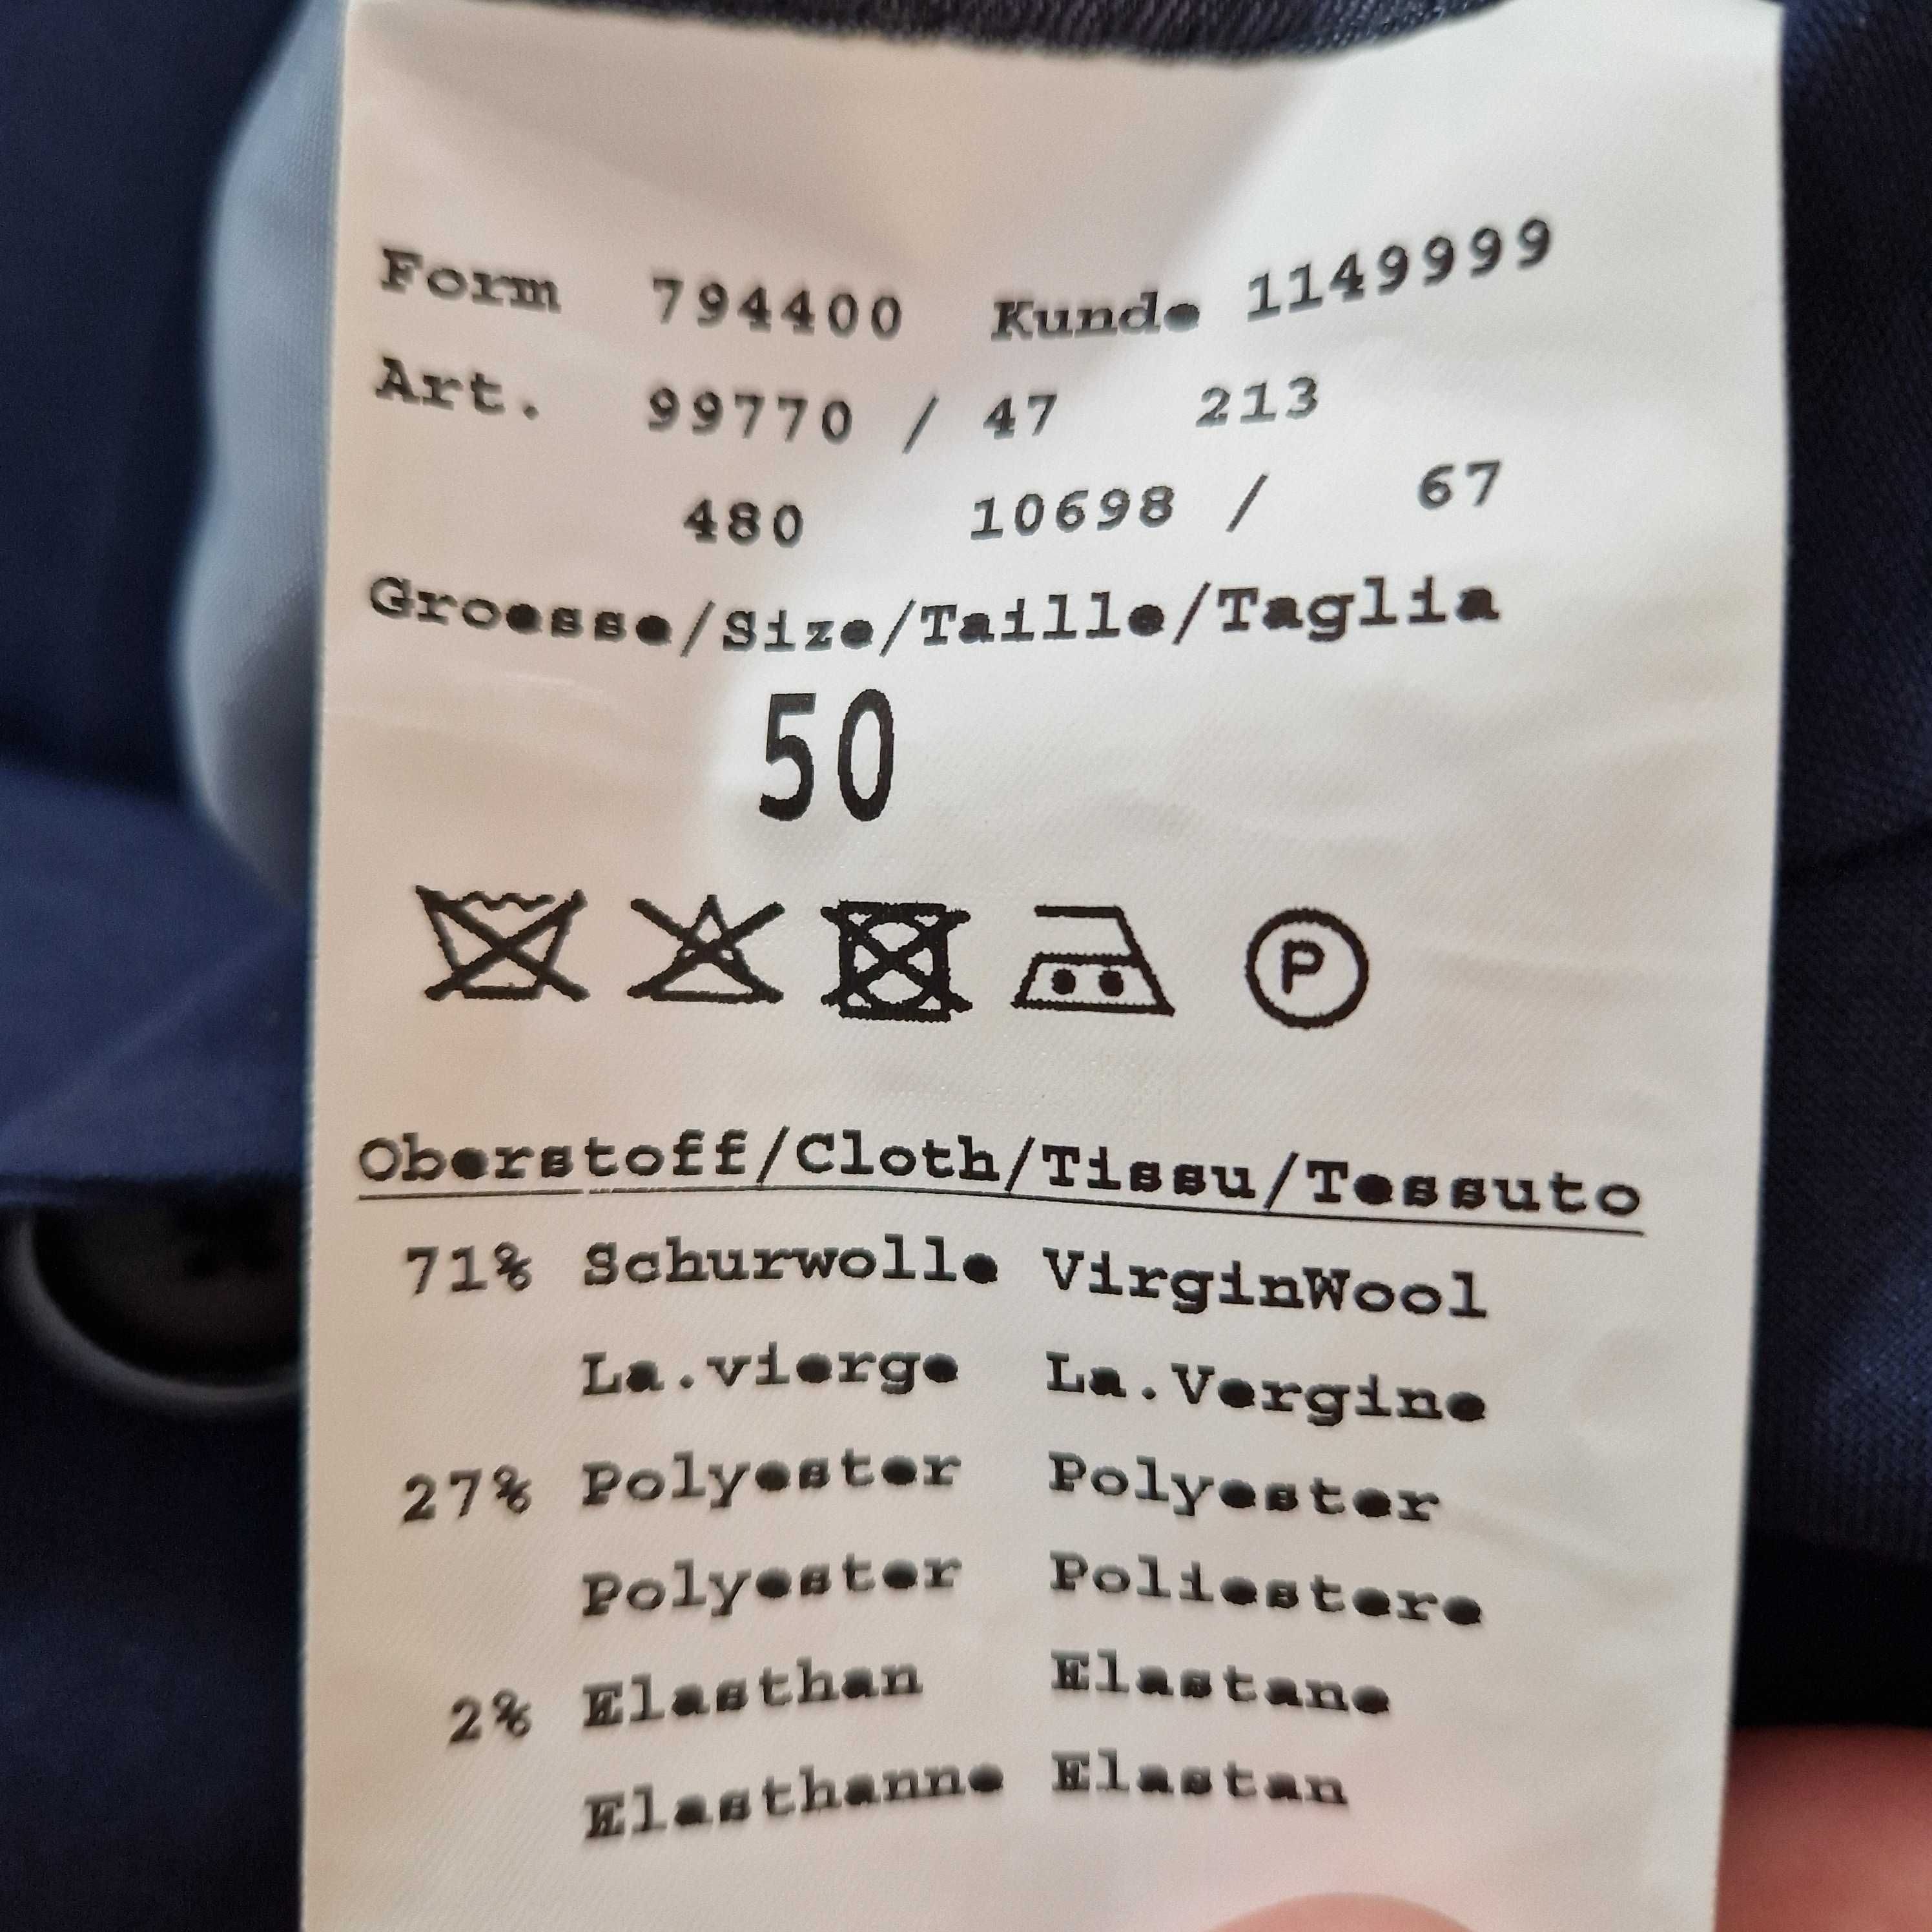 Form 794400 Kunde 1149999
Art. 99770 / 47 213
480 10698 / 67
Groesse/Size/Taille/Taglia
50
P
Oberstoff/Cloth/Tissu/Tessuto
71% Schurwolle VirginWool
La.vierge La.Vergine
27% Polyester Polyester
Polyester Poliestere
2% Elasthan Elastane
Elasthanne Elastan